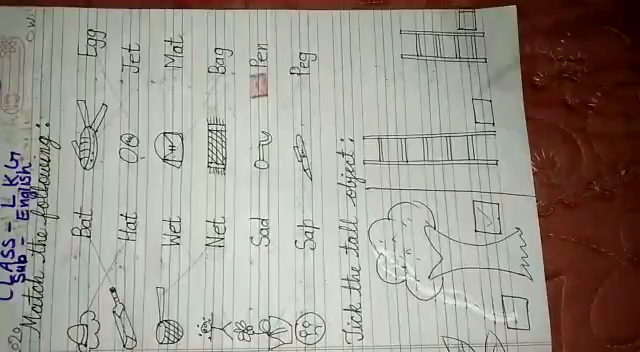 C.W.
CLASS - LKG
Sub - English
Match the following:
Bat Egg
Hat Jet
Wet Mat
Net Bag
Sad Pen
Sap Peg
Tick the tall object: